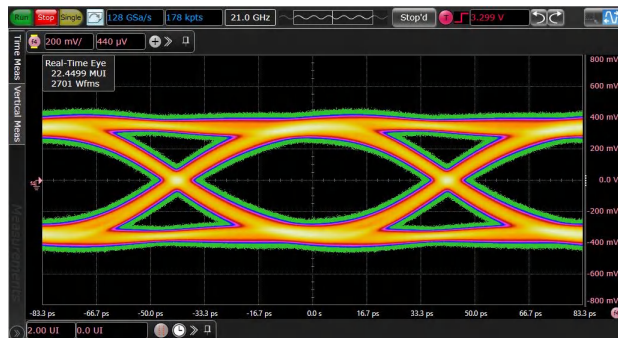 Run Stop Single 128 GSa/s 178 kpts 21.0 GHz Stop'd T 3.299 V
f4 200 mV/ 440 µV
Time Meas
Vertical Meas
Measurements
Real-Time Eye
22.4499 MUI
2701 Wfms
800 mV
600 mV
400 mV
200 mV
0.0 V
-200 mV
-400 mV
-600 mV
-800 mV
-83.3 ps -66.7 ps -50.0 ps -33.3 ps -16.7 ps 0.0 s 16.7 ps 33.3 ps 50.0 ps 66.7 ps 83.3 ps
2.00 UI 0.0 UI